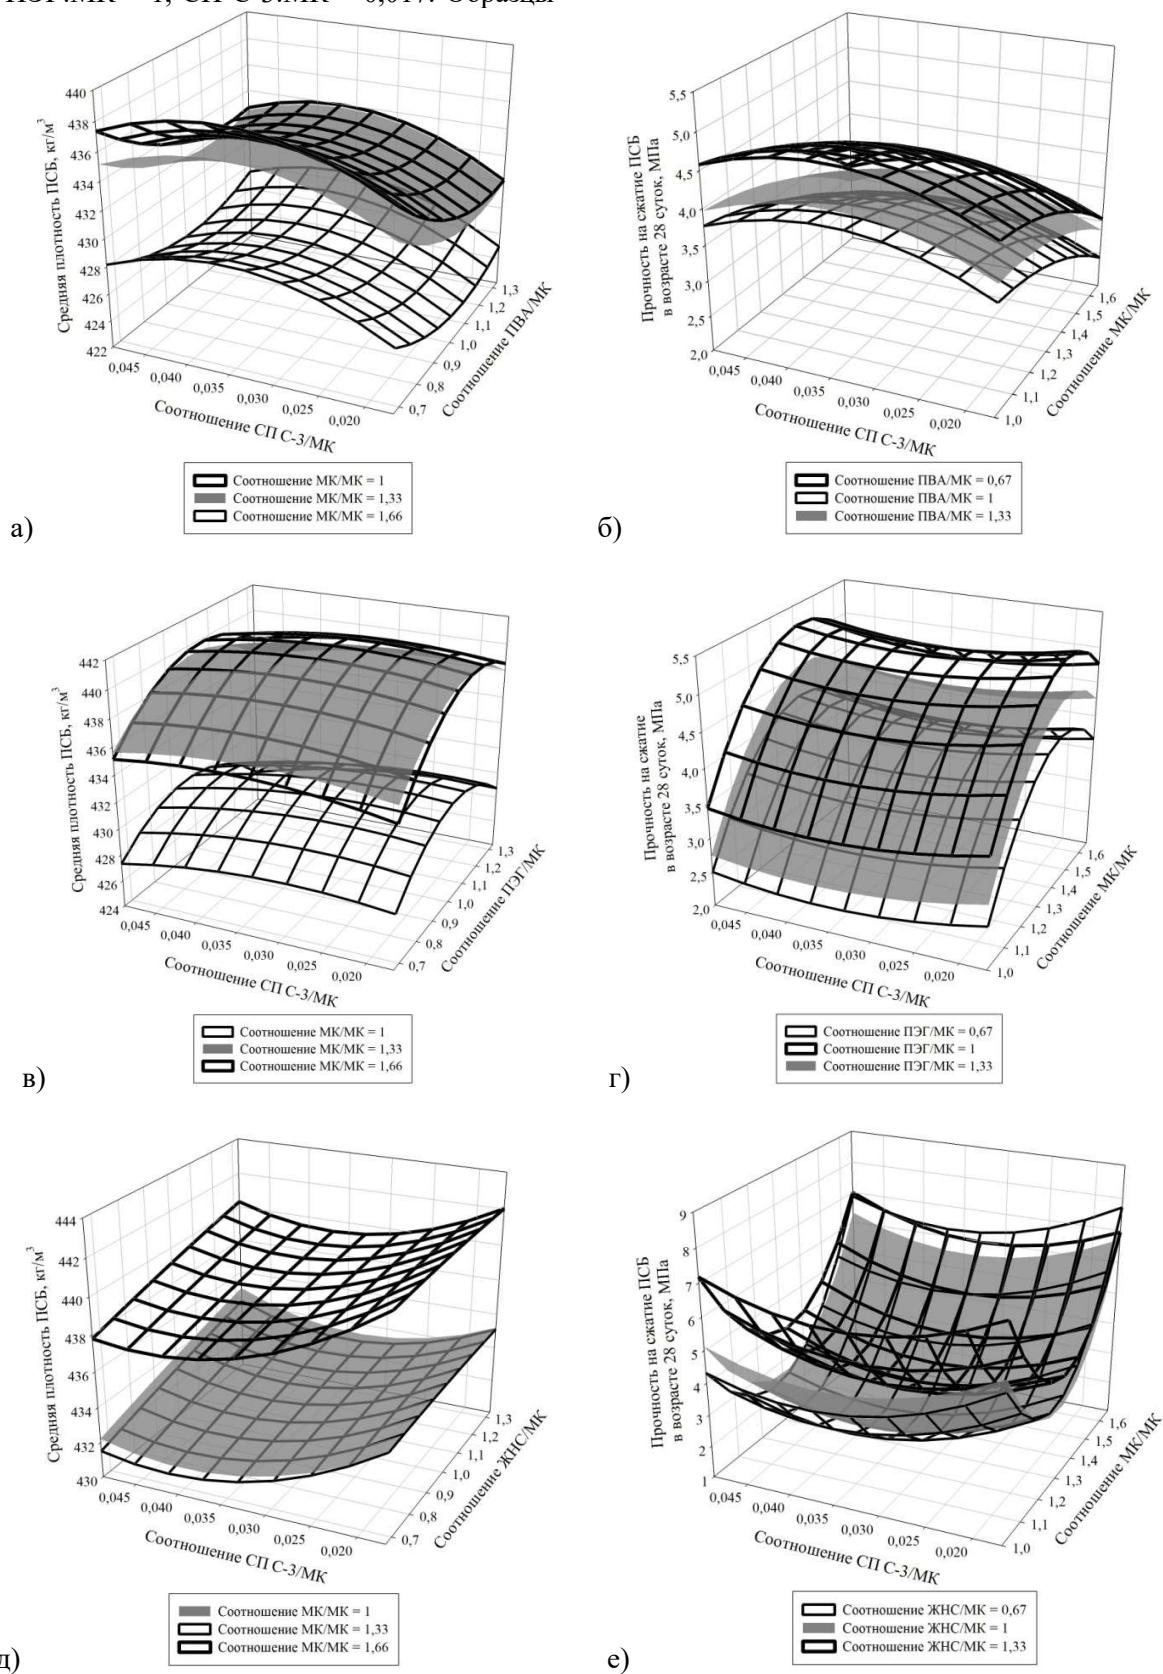 ПЭГ:МК = 1, СП С-3:МК = 0,017. Образцы
Средняя плотность ПСБ, кг/м³
440
438
436
434
432
430
428
426
424
422
0,045
0,040
0,035
0,030
0,025
0,020
Соотношение СП С-3/МК
0,7
0,8
0,9
1,0
1,1
1,2
1,3
Соотношение ПВА/МК
Соотношение МК/МК = 1
Соотношение МК/МК = 1,33
Соотношение МК/МК = 1,66
а)
Прочность на сжатие ПСБ
в возрасте 28 суток, МПа
5,5
5,0
4,5
4,0
3,5
3,0
2,5
2,0
0,045
0,040
0,035
0,030
0,025
0,020
Соотношение СП С-3/МК
1,0
1,1
1,2
1,3
1,4
1,5
1,6
Соотношение МК/МК
Соотношение ПВА/МК = 0,67
Соотношение ПВА/МК = 1
Соотношение ПВА/МК = 1,33
б)
Средняя плотность ПСБ, кг/м³
442
440
438
436
434
432
430
428
426
424
0,045
0,040
0,035
0,030
0,025
0,020
Соотношение СП С-3/МК
0,7
0,8
0,9
1,0
1,1
1,2
1,3
Соотношение ПЭГ/МК
Соотношение МК/МК = 1
Соотношение МК/МК = 1,33
Соотношение МК/МК = 1,66
в)
Прочность на сжатие
в возрасте 28 суток, МПа
5,5
5,0
4,5
4,0
3,5
3,0
2,5
2,0
0,045
0,040
0,035
0,030
0,025
0,020
Соотношение СП С-3/МК
1,0
1,1
1,2
1,3
1,4
1,5
1,6
Соотношение МК/МК
Соотношение ПЭГ/МК = 0,67
Соотношение ПЭГ/МК = 1
Соотношение ПЭГ/МК = 1,33
г)
Средняя плотность ПСБ, кг/м³
444
442
440
438
436
434
432
430
0,045
0,040
0,035
0,030
0,025
0,020
Соотношение СП С-3/МК
0,7
0,8
0,9
1,0
1,1
1,2
1,3
Соотношение ЖНС/МК
Соотношение МК/МК = 1
Соотношение МК/МК = 1,33
Соотношение МК/МК = 1,66
д)
Прочность на сжатие ПСБ
в возрасте 28 суток, МПа
9
8
7
6
5
4
3
2
1
0,045
0,040
0,035
0,030
0,025
0,020
Соотношение СП С-3/МК
1,0
1,1
1,2
1,3
1,4
1,5
1,6
Соотношение МК/МК
Соотношение ЖНС/МК = 0,67
Соотношение ЖНС/МК = 1
Соотношение ЖНС/МК = 1,33
е)